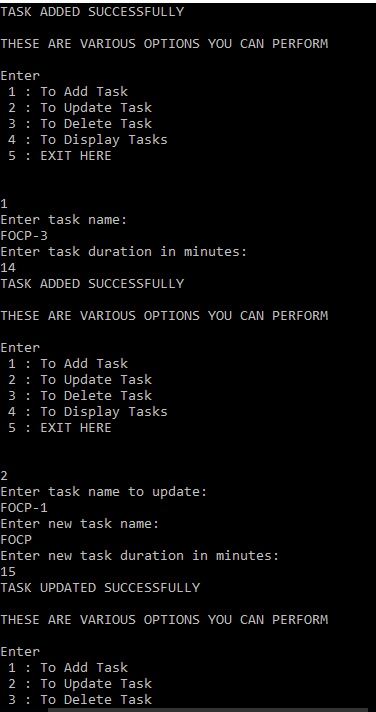 TASK ADDED SUCCESSFULLY
THESE ARE VARIOUS OPTIONS YOU CAN PERFORM
Enter
1 : To Add Task
2 : To Update Task
3 : To Delete Task
4 : To Display Tasks
5 : EXIT HERE
1
Enter task name:
FOCP-3
Enter task duration in minutes:
14
TASK ADDED SUCCESSFULLY
THESE ARE VARIOUS OPTIONS YOU CAN PERFORM
Enter
1 : To Add Task
2 : To Update Task
3 : To Delete Task
4 : To Display Tasks
5 : EXIT HERE
2
Enter task name to update:
FOCP-1
Enter new task name:
FOCP
Enter new task duration in minutes:
15
TASK UPDATED SUCCESSFULLY
THESE ARE VARIOUS OPTIONS YOU CAN PERFORM
Enter
1 : To Add Task
2 : To Update Task
3 : To Delete Task